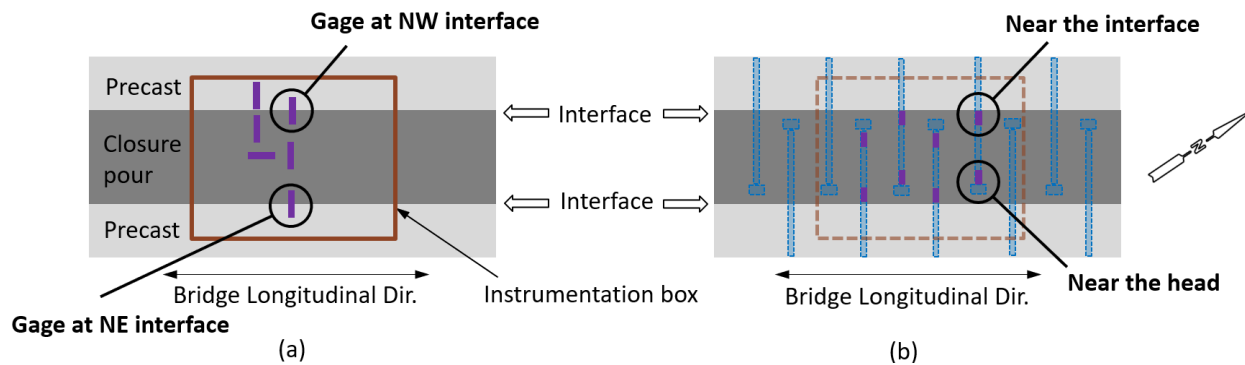 Gage at NW interface
Near the interface
Precast
Interface
Closure
pour
N
Interface
Precast
Bridge Longitudinal Dir.
Instrumentation box
Bridge Longitudinal Dir.
Near the head
Gage at NE interface
(a)
(b)